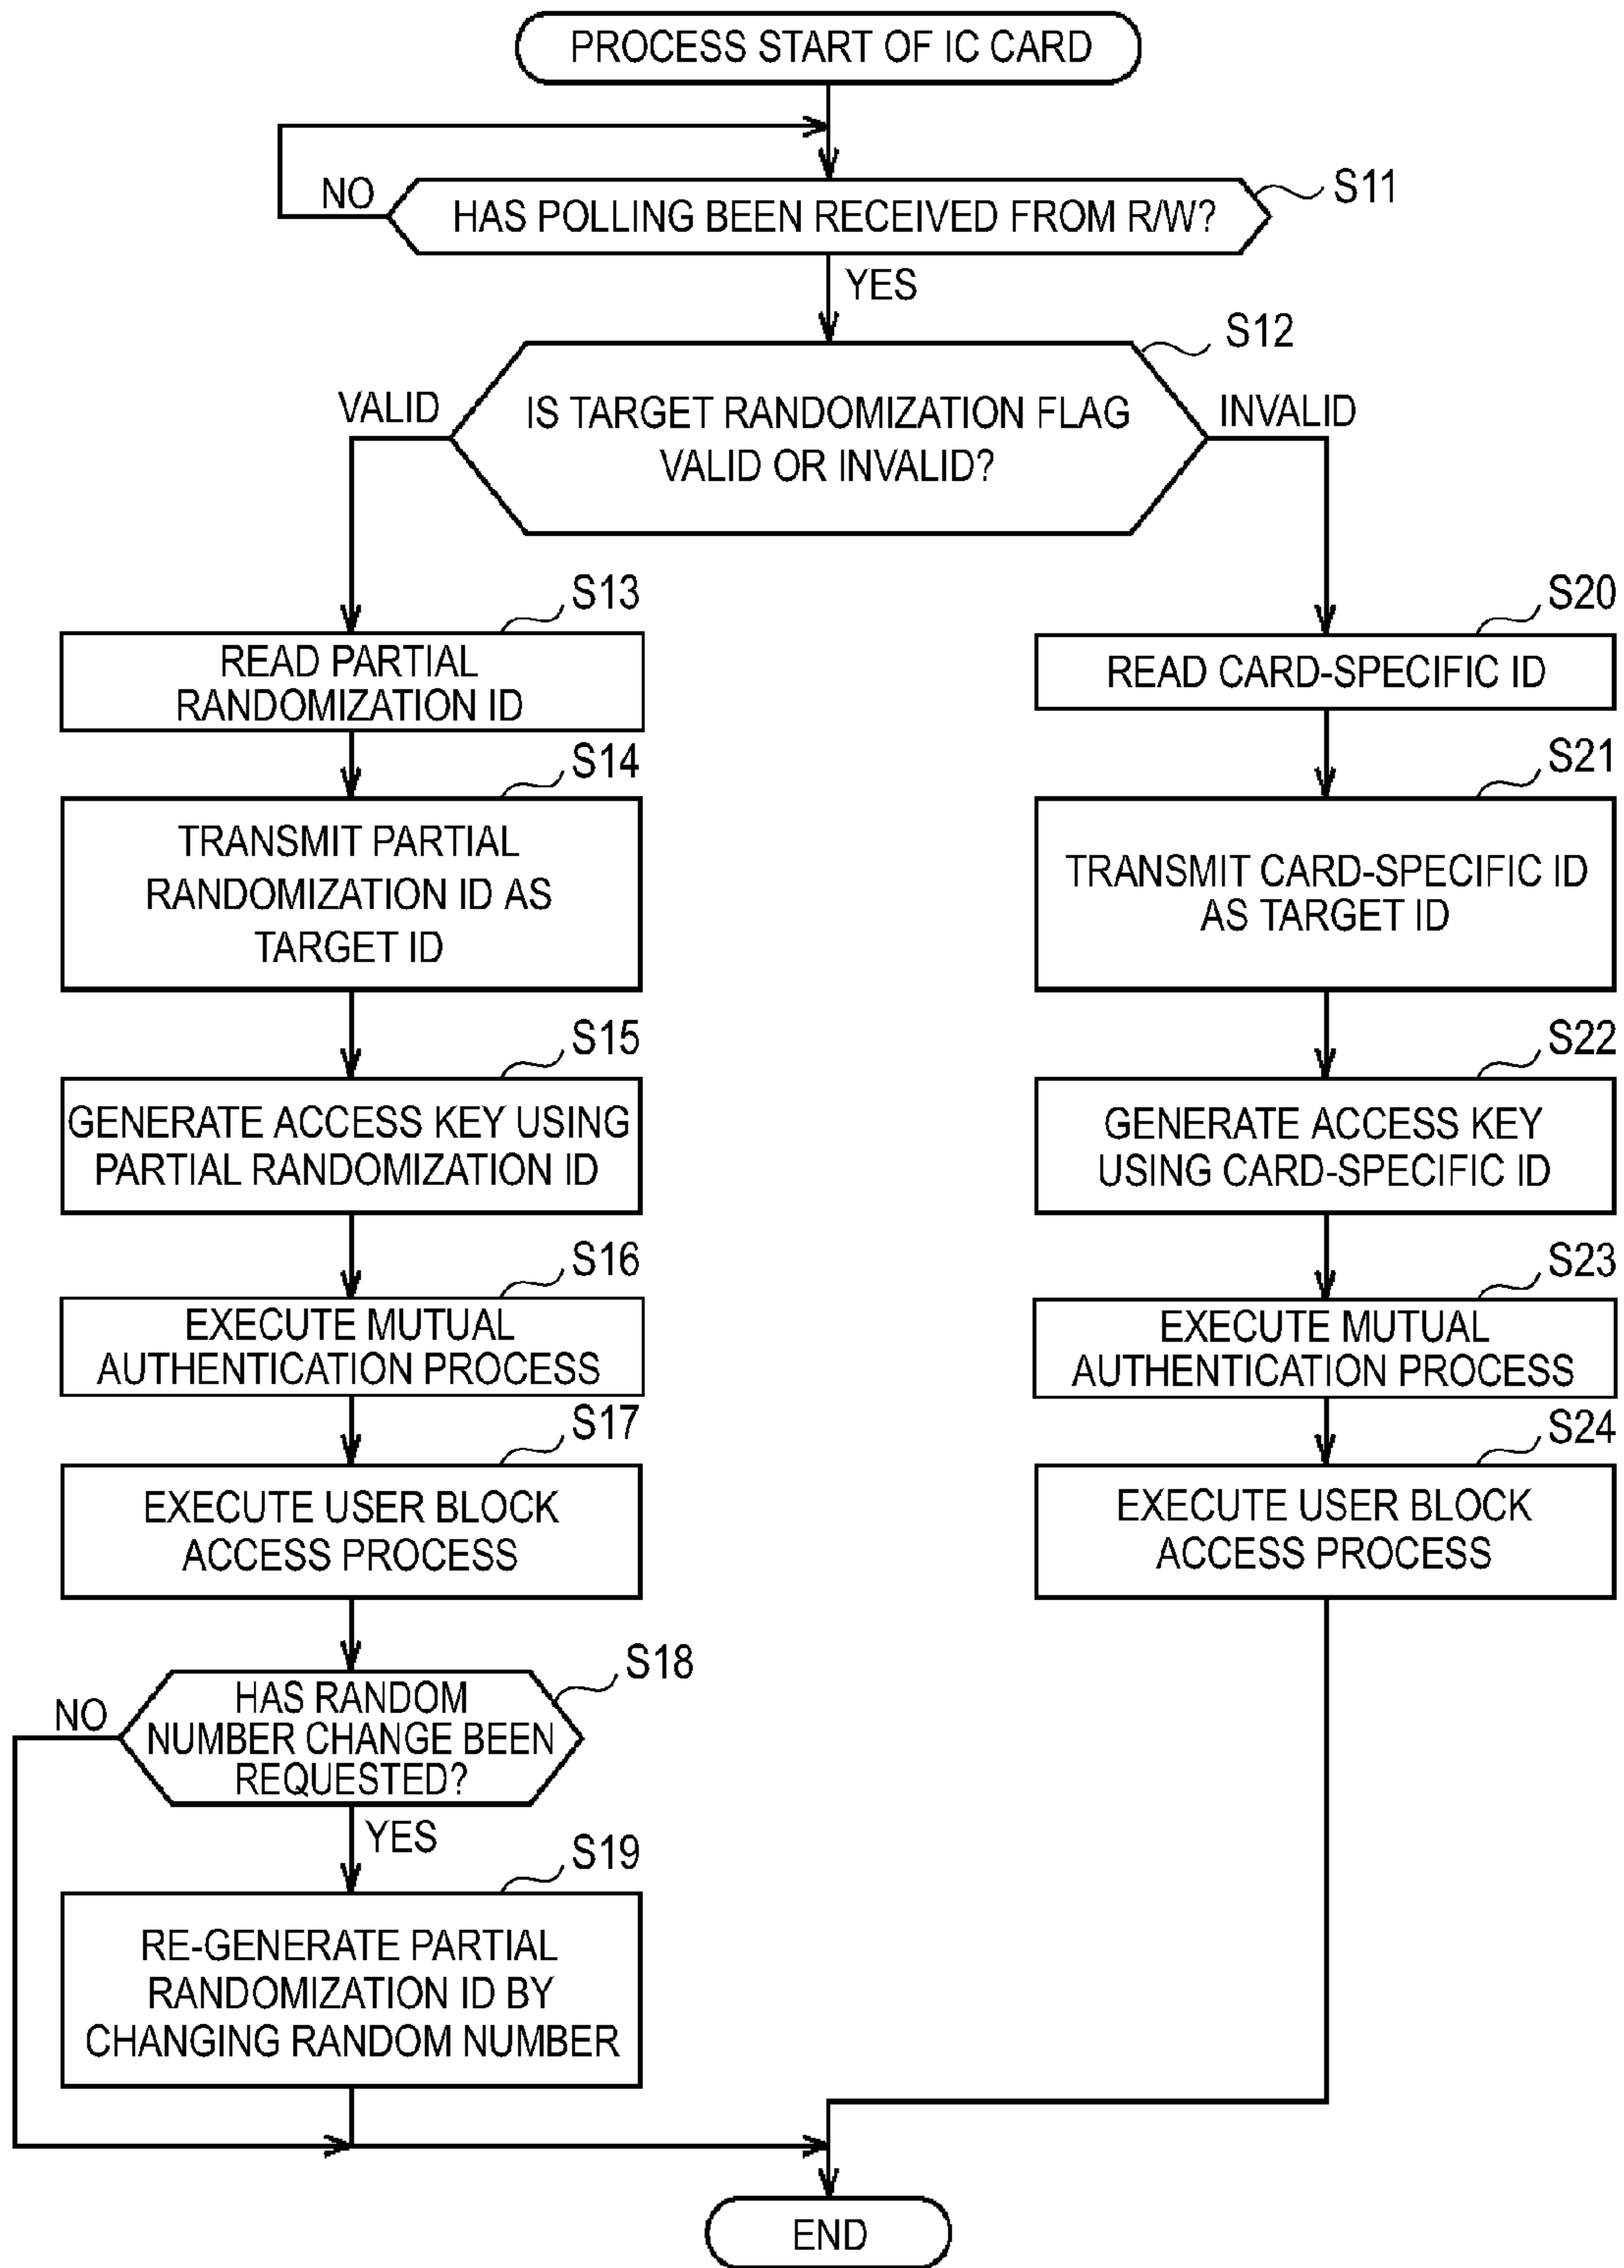 PROCESS START OF IC CARD
NO
HAS POLLING BEEN RECEIVED FROM R/W?
S11
YES
S12
VALID
IS TARGET RANDOMIZATION FLAG
VALID OR INVALID?
INVALID
S13
READ PARTIAL
RANDOMIZATION ID
S14
TRANSMIT PARTIAL
RANDOMIZATION ID AS
TARGET ID
S15
GENERATE ACCESS KEY USING
PARTIAL RANDOMIZATION ID
S16
EXECUTE MUTUAL
AUTHENTICATION PROCESS
S17
EXECUTE USER BLOCK
ACCESS PROCESS
S18
NO
HAS RANDOM
NUMBER CHANGE BEEN
REQUESTED?
YES
S19
RE-GENERATE PARTIAL
RANDOMIZATION ID BY
CHANGING RANDOM NUMBER
S20
READ CARD-SPECIFIC ID
S21
TRANSMIT CARD-SPECIFIC ID
AS TARGET ID
S22
GENERATE ACCESS KEY
USING CARD-SPECIFIC ID
S23
EXECUTE MUTUAL
AUTHENTICATION PROCESS
S24
EXECUTE USER BLOCK
ACCESS PROCESS
END